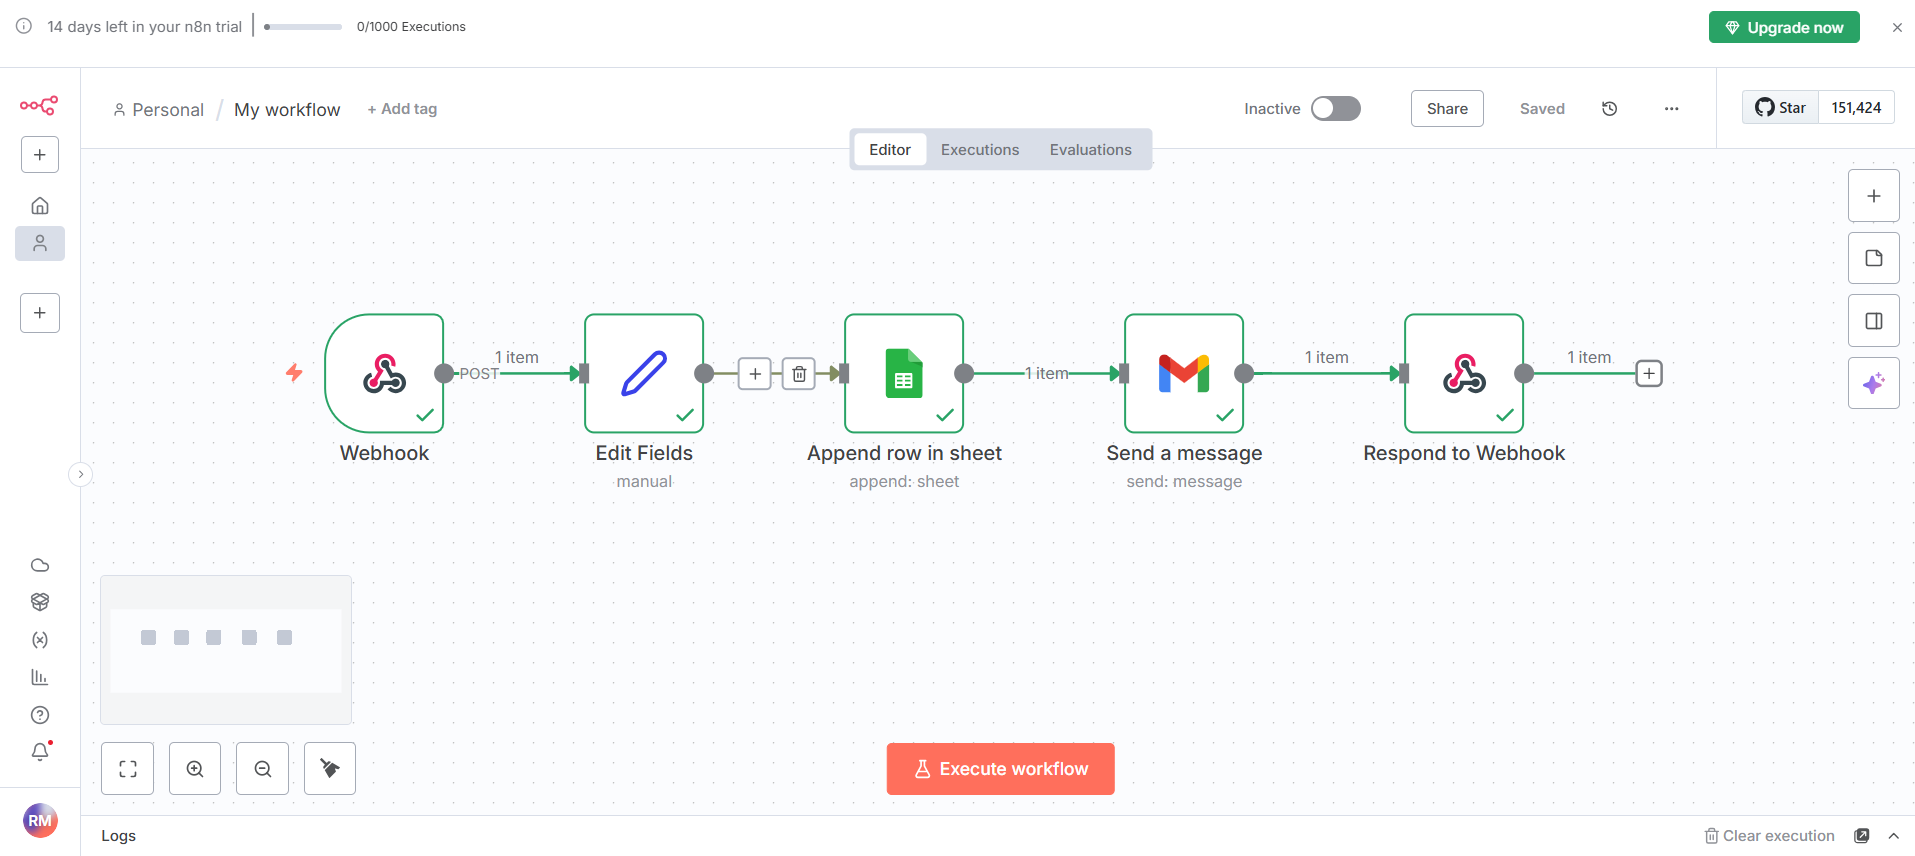 14 days left in your n8n trial
0/1000 Executions
Upgrade now
Personal / My workflow + Add tag
Inactive
Share
Saved
Star
151,424
Editor
Executions
Evaluations
1 item
POST
1 item
1 item
1 item
Webhook
Edit Fields
manual
Append row in sheet
append: sheet
Send a message
send: message
Respond to Webhook
Execute workflow
RM
Logs
Clear execution